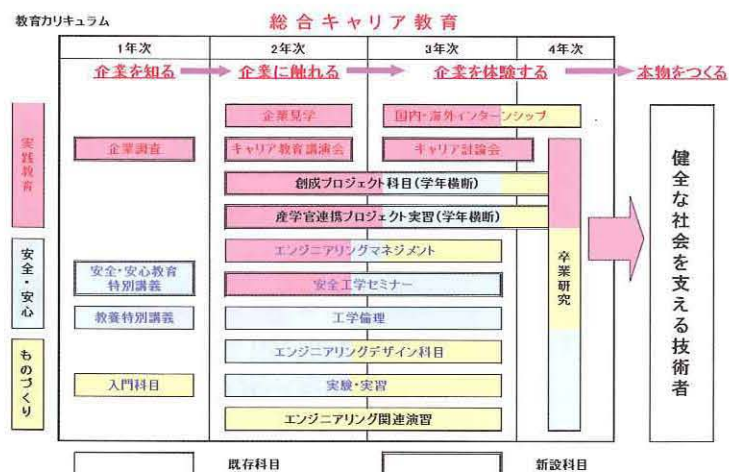 教育カリキュラム
総合キャリア教育
1年次
2年次
3年次
4年次
企業を知る
企業に触れる
企業を体験する
本物をつくる
実践教育
企業見学
国内・海外インターンシップ
企業調査
キャリア教育講演会
キャリア討論会
創成プロジェクト科目(学年横断)
産学官連携プロジェクト実習(学年横断)
安全・安心
エンジニアリングマネジメント
安全・安心教育
特別講義
安全工学セミナー
教養特別講義
工学倫理
ものづくり
エンジニアリングデザイン科目
入門科目
実験・実習
エンジニアリング関連演習
卒業研究
健全な社会を支える技術者
既存科目
新設科目